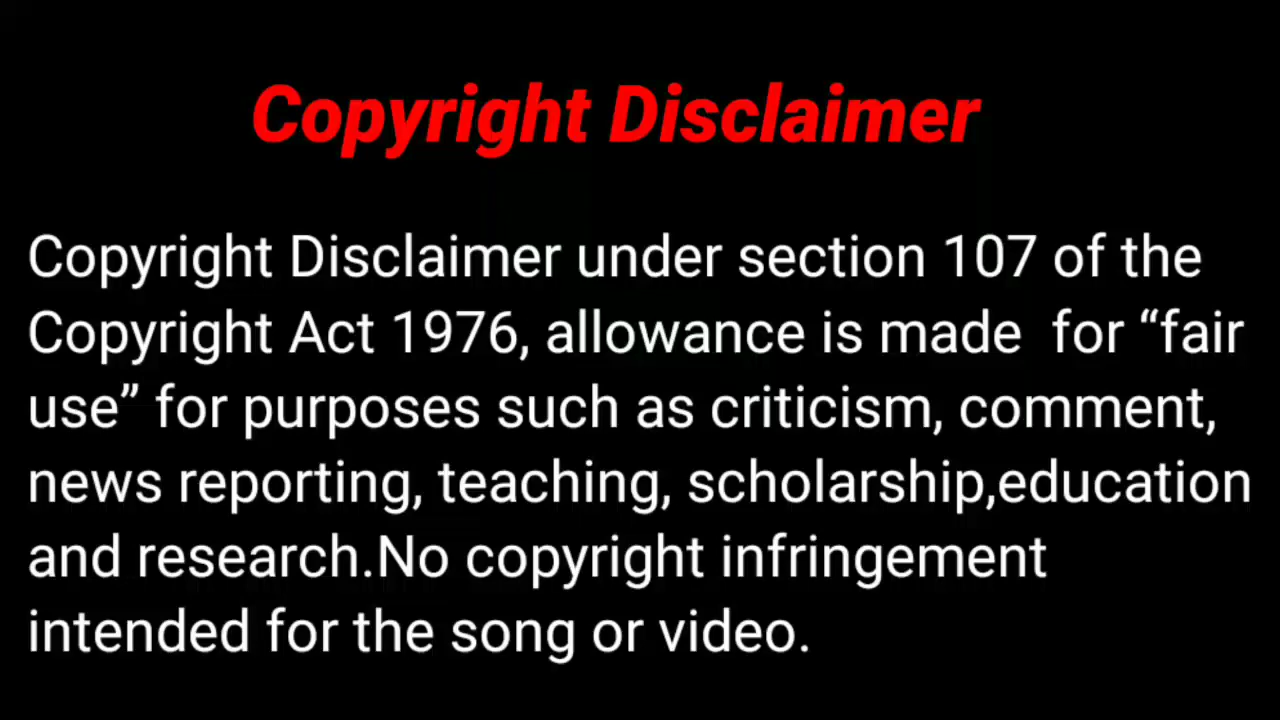 Copyright Disclaimer
Copyright Disclaimer under section 107 of the
Copyright Act 1976, allowance is made  for “fair
use” for purposes such as criticism, comment,
news reporting, teaching, scholarship,education
and research.No copyright infringement
intended for the song or video.